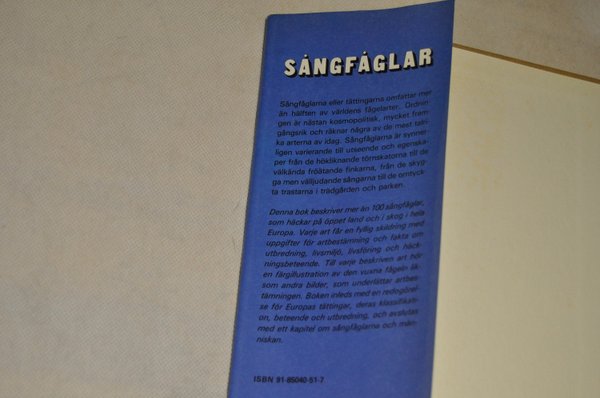 SÅNGFÅGLAR
Sångfåglarna eller tättingarna omfattar mer
än hälften av världens fågelarter. Ordnin-
gen är nästan kosmopolitisk, mycket fram-
gångsrik och räknar några av de mest talri-
ka arterna av idag. Sångfåglarna är synner-
ligen varierande till utseende och egenska-
per från de hökliknande törnskatorna till de
välkända fröätande finkarna, från de skyg-
ga men välljudande sångarna till de omtyck-
ta trastarna i trädgården och parken.
Denna bok beskriver mer än 100 sångfåglar,
som häckar på öppet land och i skog i hela
Europa. Varje art får en fyllig skildring med
uppgifter för artbestämning och fakta om
utbredning, livsmiljö, livsföring och häck-
ningsbeteende. Till varje beskriven art hör
en färgillustration av den vuxna fågeln lik-
som andra bilder, som underlättar artbes-
tämningen. Boken inleds med en redogörel-
se för Europas tättingar, deras klassifikati-
on, beteende och utbredning, och avslutas
med ett kapitel om sångfåglarna och män-
niskan.
ISBN 91-85040-51-7